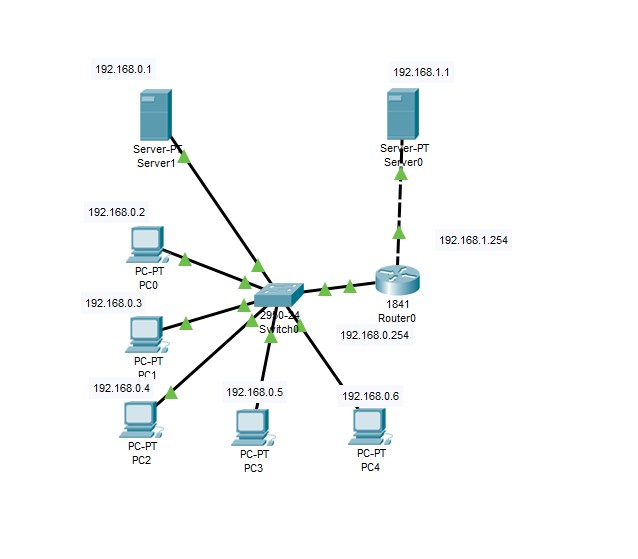 192.168.0.1
192.168.1.1
Server-PT
Server1
Server-PT
Server0
192.168.0.2
192.168.1.254
PC-PT
PC0
192.168.0.3
2950-24
Switch0
1841
Router0
192.168.0.254
PC-PT
PC1
192.168.0.4
192.168.0.5
192.168.0.6
PC-PT
PC2
PC-PT
PC3
PC-PT
PC4